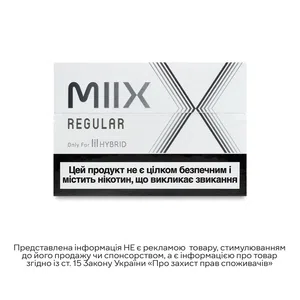 MIIX
REGULAR
Only For lil HYBRID
Цей продукт не є цілком безпечним і
містить нікотин, що викликає звикання
Представлена інформація НЕ є рекламою товару, стимулюванням
до його продажу чи спонсорством, а є інформацією про товар
згідно із ст. 15 Закону України «Про захист прав споживачів»